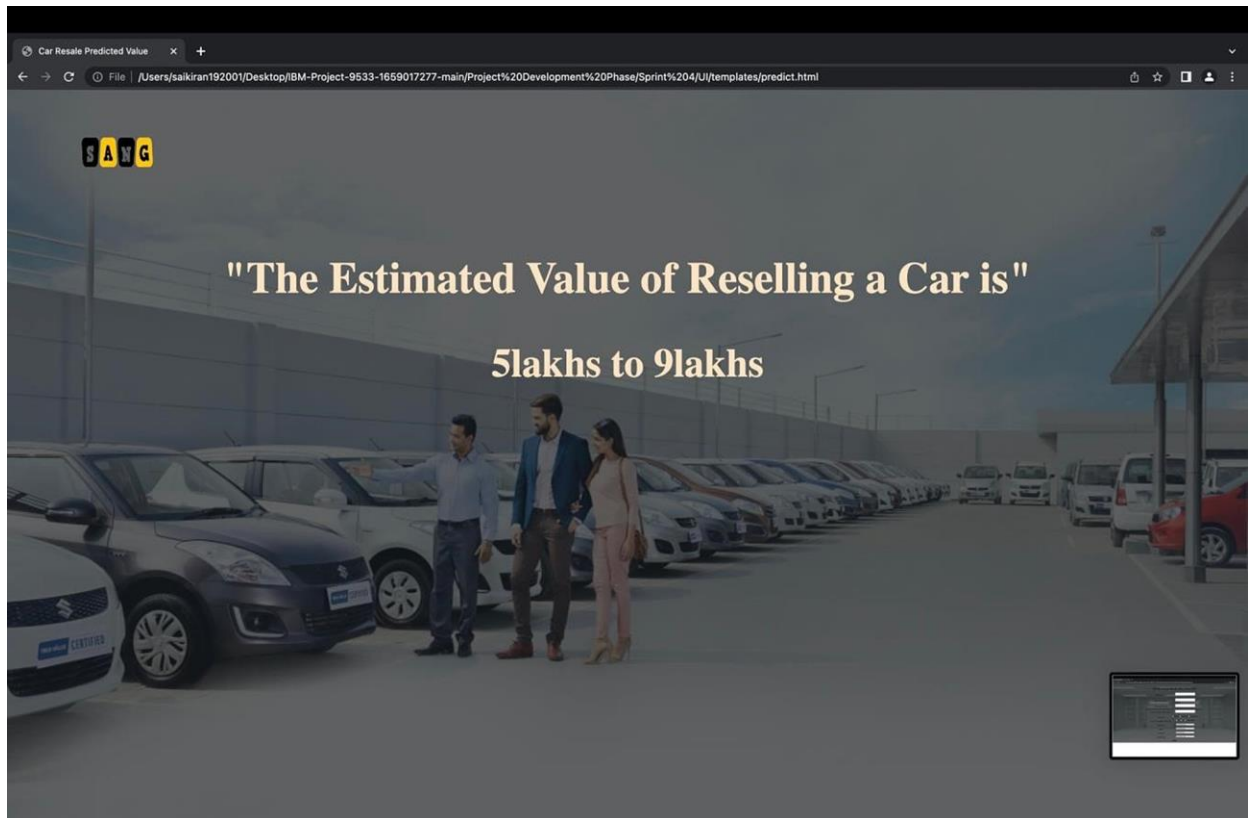 Car Resale Predicted Value
File | /Users/saikiran192001/Desktop/IBM-Project-9533-1659017277-main/Project%20Development%20Phase/Sprint%204/UI/templates/predict.html
SANG
"The Estimated Value of Reselling a Car is"
5lakhs to 9lakhs
CERTIFIED